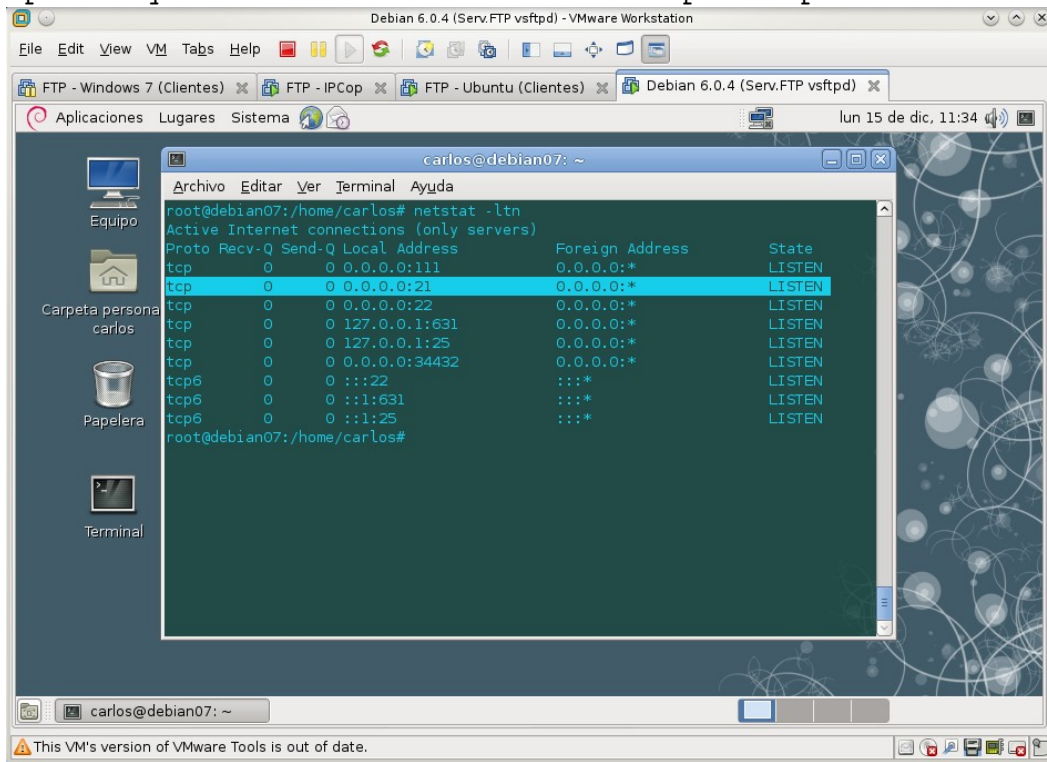 Debian 6.0.4 (Serv.FTP vsftpd) - VMware Workstation
File Edit View VM Tabs Help
FTP - Windows 7 (Clientes) FTP - IPCop FTP - Ubuntu (Clientes) Debian 6.0.4 (Serv.FTP vsftpd)
Aplicaciones Lugares Sistema lun 15 de dic, 11:34
carlos@debian07: ~
Archivo Editar Ver Terminal Ayuda
root@debian07:/home/carlos# netstat -ltn
Active Internet connections (only servers)
Proto Recv-Q Send-Q Local Address Foreign Address State
tcp 0 0 0.0.0.0:111 0.0.0.0:* LISTEN
tcp 0 0 0.0.0.0:21 0.0.0.0:* LISTEN
tcp 0 0 0.0.0.0:22 0.0.0.0:* LISTEN
tcp 0 0 127.0.0.1:631 0.0.0.0:* LISTEN
tcp 0 0 127.0.0.1:25 0.0.0.0:* LISTEN
tcp 0 0 0.0.0.0:34432 0.0.0.0:* LISTEN
tcp6 0 0 :::22 :::* LISTEN
tcp6 0 0 ::1:631 :::* LISTEN
tcp6 0 0 ::1:25 :::* LISTEN
root@debian07:/home/carlos#
Equipo
Carpeta persona
carlos
Papelera
Terminal
carlos@debian07: ~
This VM's version of VMware Tools is out of date.